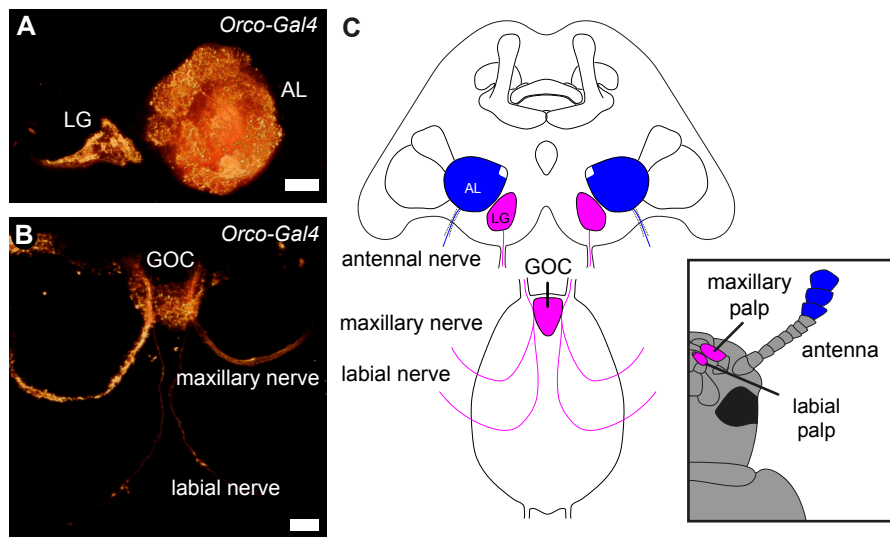 A
Orco-Gal4
LG
AL
B
Orco-Gal4
GOC
maxillary nerve
labial nerve
C
AL
LG
antennal nerve
GOC
maxillary nerve
labial nerve
maxillary
palp
antenna
labial
palp